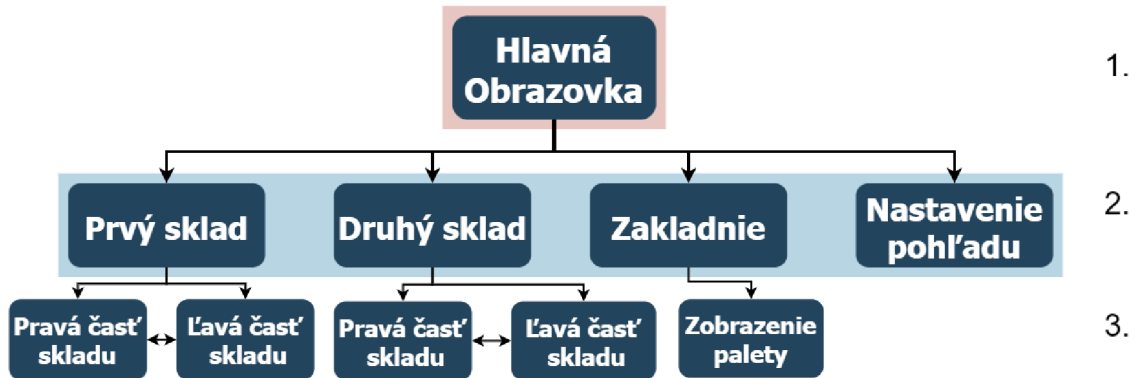 Hlavná
Obrazovka
1.
Prvý sklad
Druhý sklad
Zakladnie
Nastavenie
pohľadu
2.
Pravá časť
skladu
Ľavá časť
skladu
Pravá časť
skladu
Ľavá časť
skladu
Zobrazenie
palety
3.